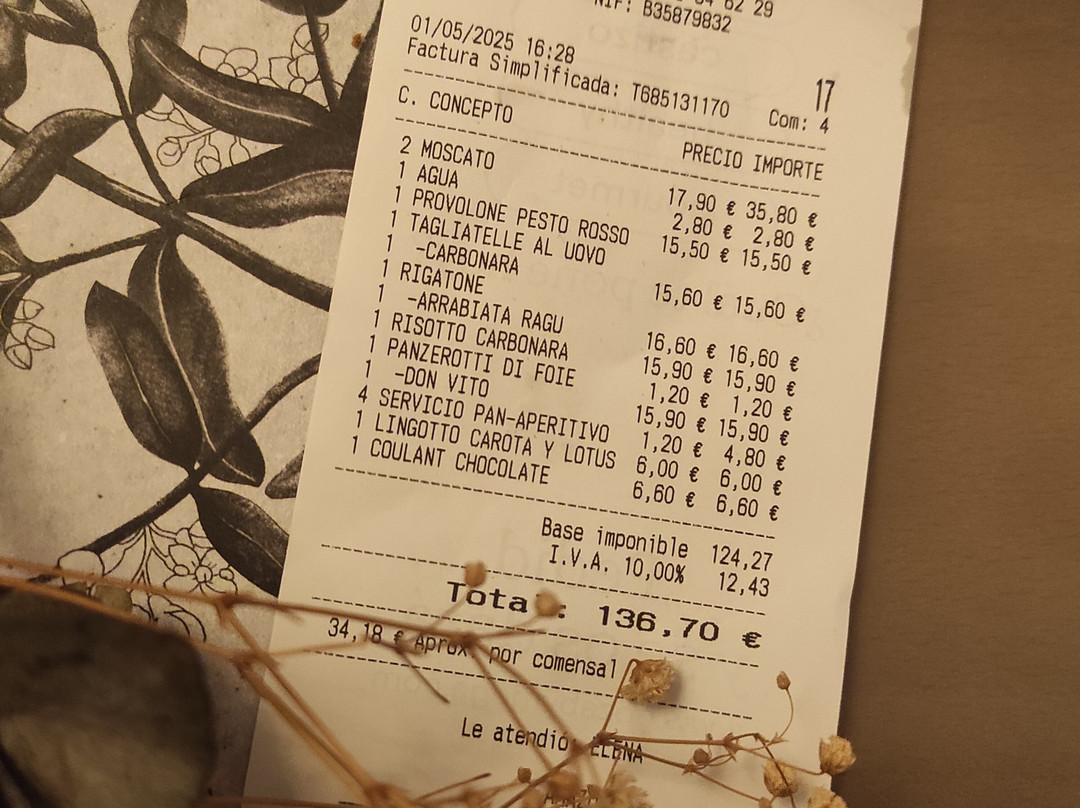 62 29
NIF: B35879832
01/05/2025 16:28
17
Factura Simplificada: T685131170 Com: 4
C. CONCEPTO PRECIO IMPORTE
2 MOSCATO 17,90 € 35,80 €
1 AGUA 2,80 € 2,80 €
1 PROVOLONE PESTO ROSSO 15,50 € 15,50 €
1 TAGLIATELLE AL UOVO
1 -CARBONARA 15,60 € 15,60 €
1 RIGATONE
1 -ARRABIATA RAGU 16,60 € 16,60 €
1 RISOTTO CARBONARA 15,90 € 15,90 €
1 PANZEROTTI DI FOIE 1,20 € 1,20 €
1 -DON VITO 15,90 € 15,90 €
4 SERVICIO PAN-APERITIVO 1,20 € 4,80 €
1 LINGOTTO CAROTA Y LOTUS 6,00 € 6,00 €
1 COULANT CHOCOLATE 6,60 € 6,60 €
Base imponible 124,27
I.V.A. 10,00% 12,43
Total: 136,70 €
34,18 € Aprox. por comensal
Le atendió ELENA